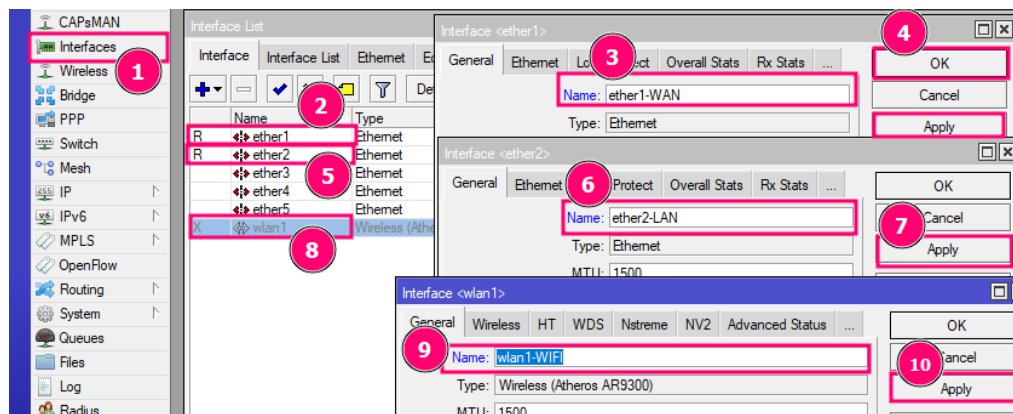 CAPsMAN
Interfaces
Wireless
Bridge
PPP
Switch
Mesh
IP
IPv6
MPLS
OpenFlow
Routing
System
Queues
Files
Log
Radius
1
Interface List
Interface Interface List Ethernet
Name Type
R ether1 Ethernet
R ether2 Ethernet
ether3 Ethernet
ether4 Ethernet
ether5 Ethernet
X wlan1 Wireless (Athe
2
5
8
Interface <ether1>
General Ethernet Overall Stats Rx Stats ...
Name: ether1-WAN
Type: Ethernet
OK
Cancel
Apply
3
4
Interface <ether2>
General Ethernet Protect Overall Stats Rx Stats ...
Name: ether2-LAN
Type: Ethernet
MTU: 1500
OK
Cancel
Apply
6
7
Interface <wlan1>
General Wireless HT WDS Nstreme NV2 Advanced Status ...
Name: wlan1-WIFI
Type: Wireless (Atheros AR9300)
MTU: 1500
OK
Cancel
Apply
9
10